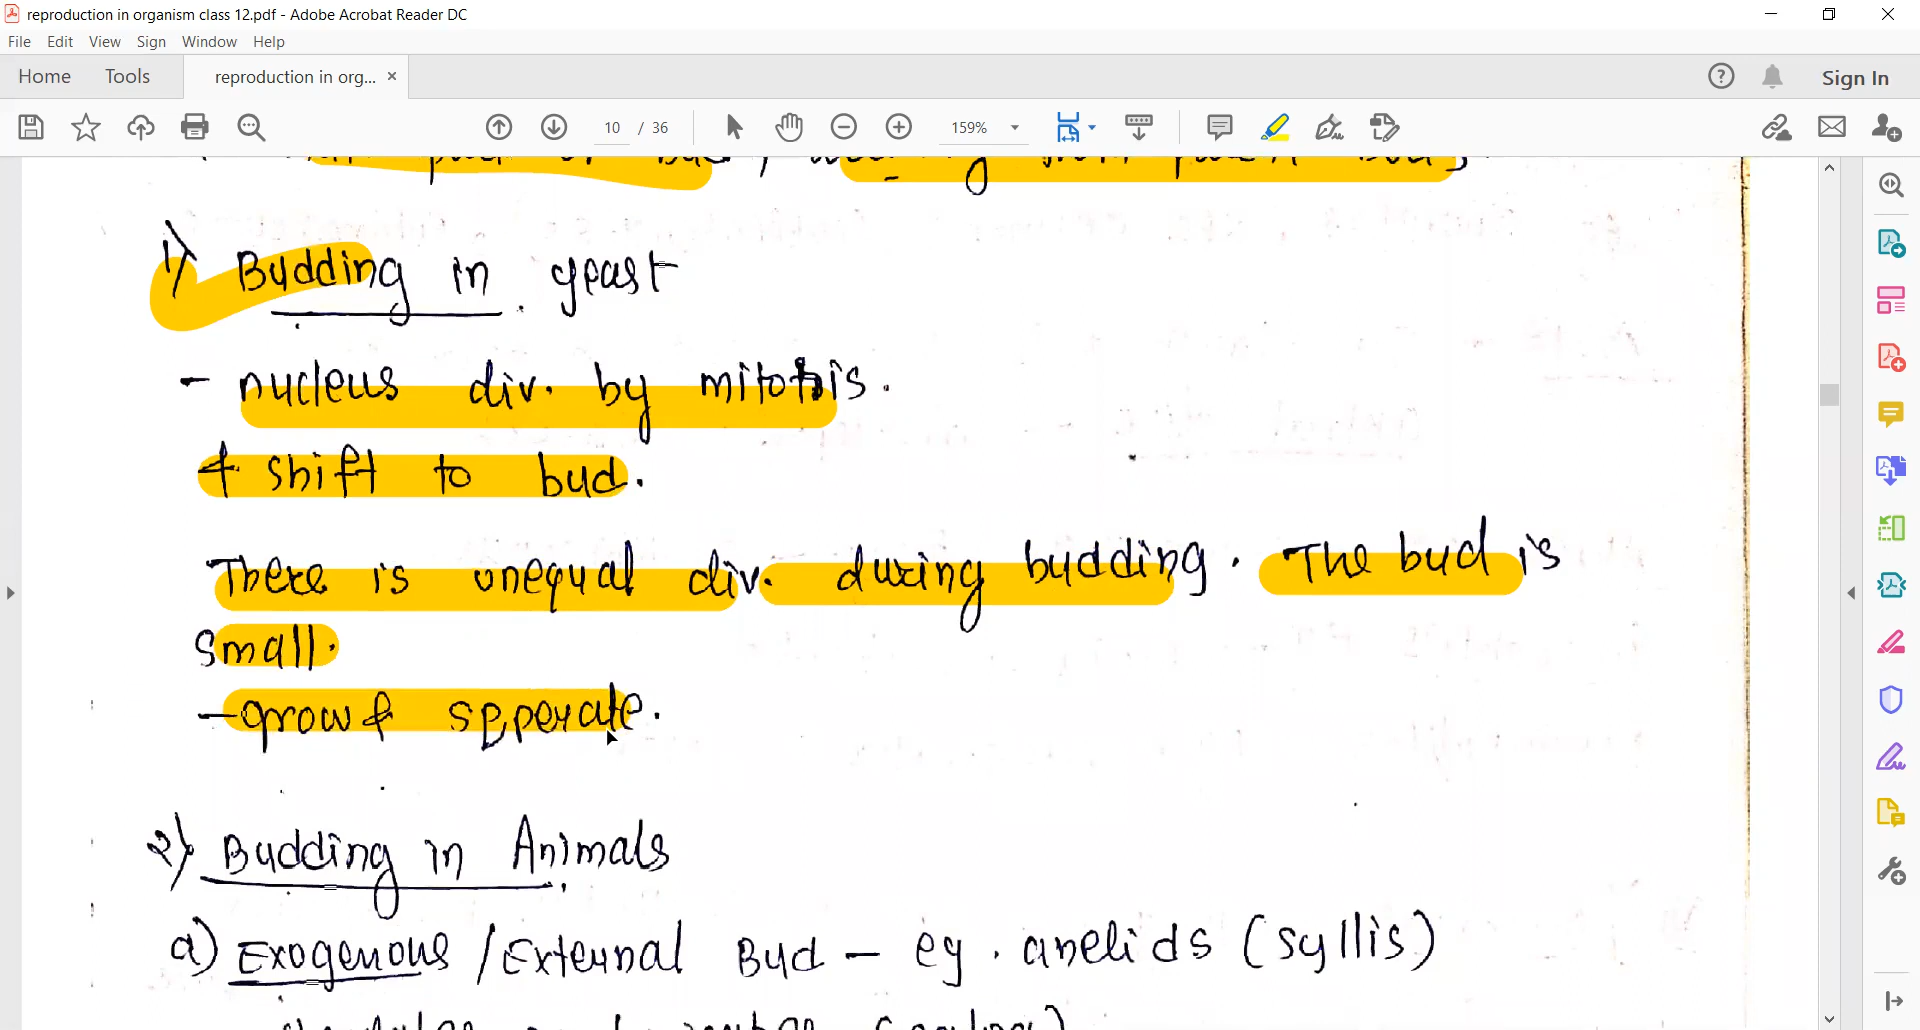 reproduction in organism class 12.pdf - Adobe Acrobat Reader DC
File Edit View Sign Window Help
Home Tools reproduction in org... × Sign In
10 / 36 159%
1) Budding in yeast
- nucleus div. by mitotsis.
& shift to bud.
There is unequal div. during budding. The bud is
small.
- grow & seperate.
2) Budding in Animals
a) Exogenous / External Bud - eg. anelids (syllis)